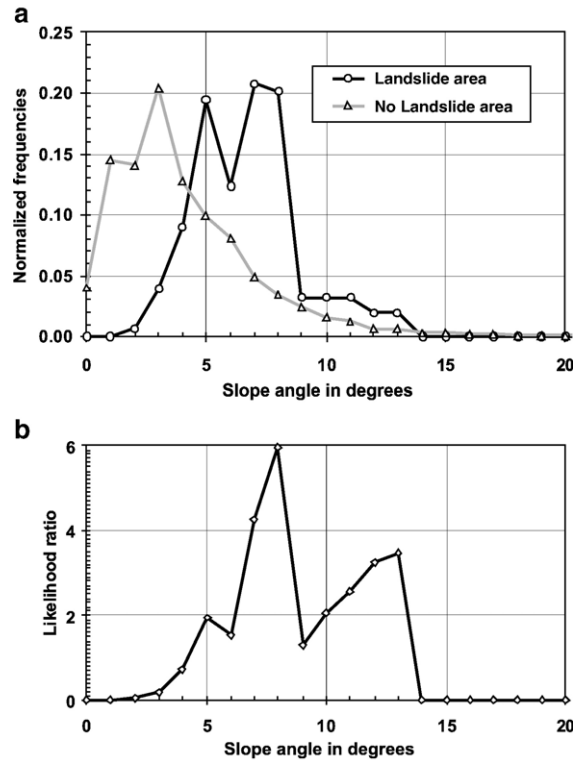 a
0.25
0.20
0.15
0.10
0.05
0.00
Normalized frequencies
Landslide area
No Landslide area
0 5 10 15 20
Slope angle in degrees
b
6
4
2
0
Likelihood ratio
0 5 10 15 20
Slope angle in degrees